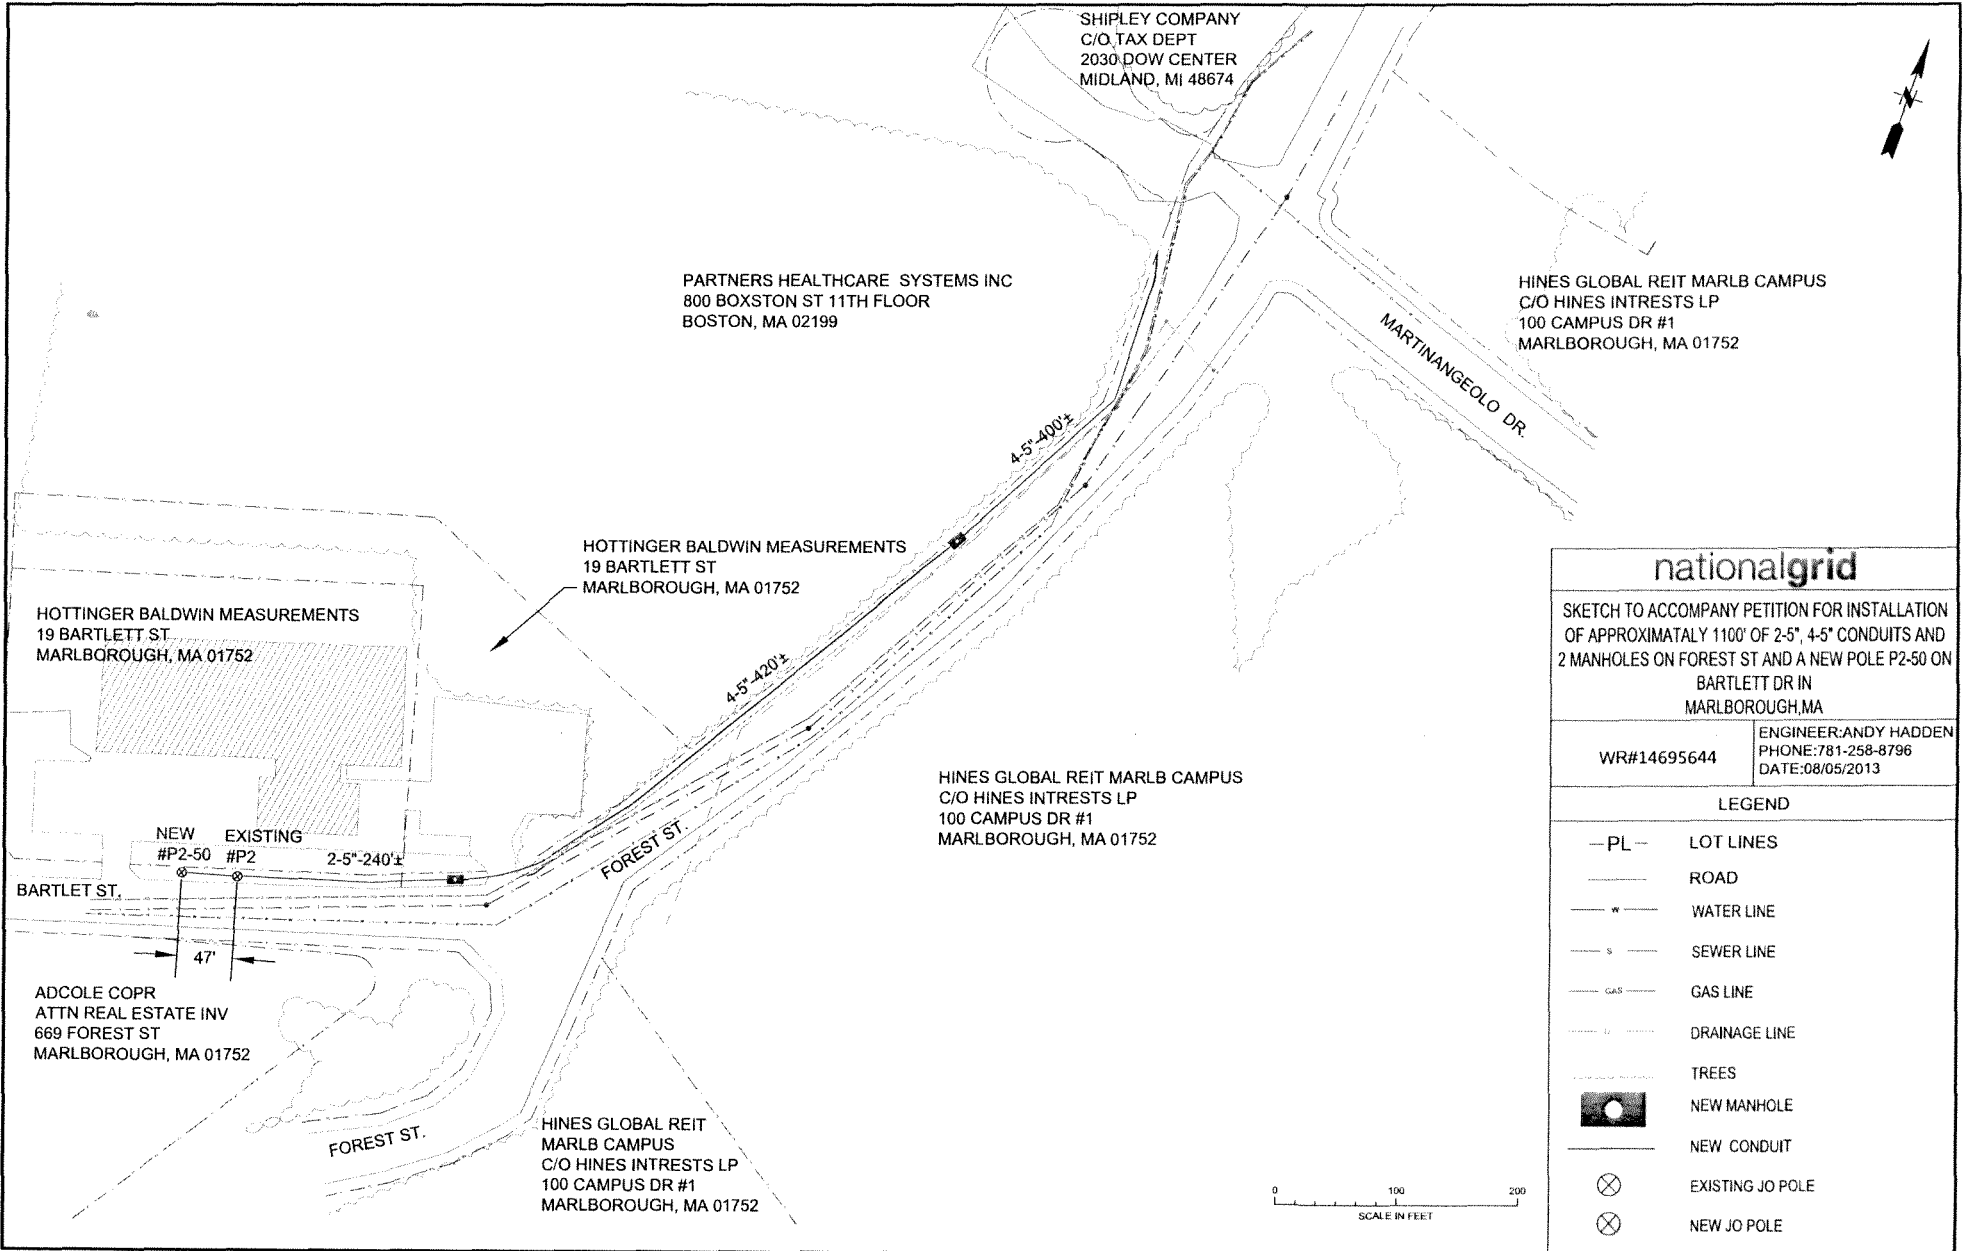 SHIPLEY COMPANY
C/O TAX DEPT
2030 DOW CENTER
MIDLAND, MI 48674
N
PARTNERS HEALTHCARE SYSTEMS INC
800 BOXSTON ST 11TH FLOOR
BOSTON, MA 02199
HINES GLOBAL REIT MARLB CAMPUS
C/O HINES INTRESTS LP
100 CAMPUS DR #1
MARLBOROUGH, MA 01752
MARTINANGEOLO DR.
4-5"-400'±
HOTTINGER BALDWIN MEASUREMENTS
19 BARTLETT ST
MARLBOROUGH, MA 01752
HOTTINGER BALDWIN MEASUREMENTS
19 BARTLETT ST
MARLBOROUGH, MA 01752
4-5"-420'±
HINES GLOBAL REIT MARLB CAMPUS
C/O HINES INTRESTS LP
100 CAMPUS DR #1
MARLBOROUGH, MA 01752
NEW
#P2-50
EXISTING
#P2
2-5"-240'±
FOREST ST.
BARTLET ST.
47'
ADCOLE COPR
ATTN REAL ESTATE INV
669 FOREST ST
MARLBOROUGH, MA 01752
FOREST ST.
HINES GLOBAL REIT
MARLB CAMPUS
C/O HINES INTRESTS LP
100 CAMPUS DR #1
MARLBOROUGH, MA 01752
0 100 200
SCALE IN FEET
nationalgrid
SKETCH TO ACCOMPANY PETITION FOR INSTALLATION
OF APPROXIMATALY 1100' OF 2-5", 4-5" CONDUITS AND
2 MANHOLES ON FOREST ST AND A NEW POLE P2-50 ON
BARTLETT DR IN
MARLBOROUGH,MA
WR#14695644
ENGINEER:ANDY HADDEN
PHONE:781-258-8796
DATE:08/05/2013
LEGEND
PL LOT LINES
ROAD
W WATER LINE
S SEWER LINE
GAS GAS LINE
DRAINAGE LINE
TREES
NEW MANHOLE
NEW CONDUIT
EXISTING JO POLE
NEW JO POLE